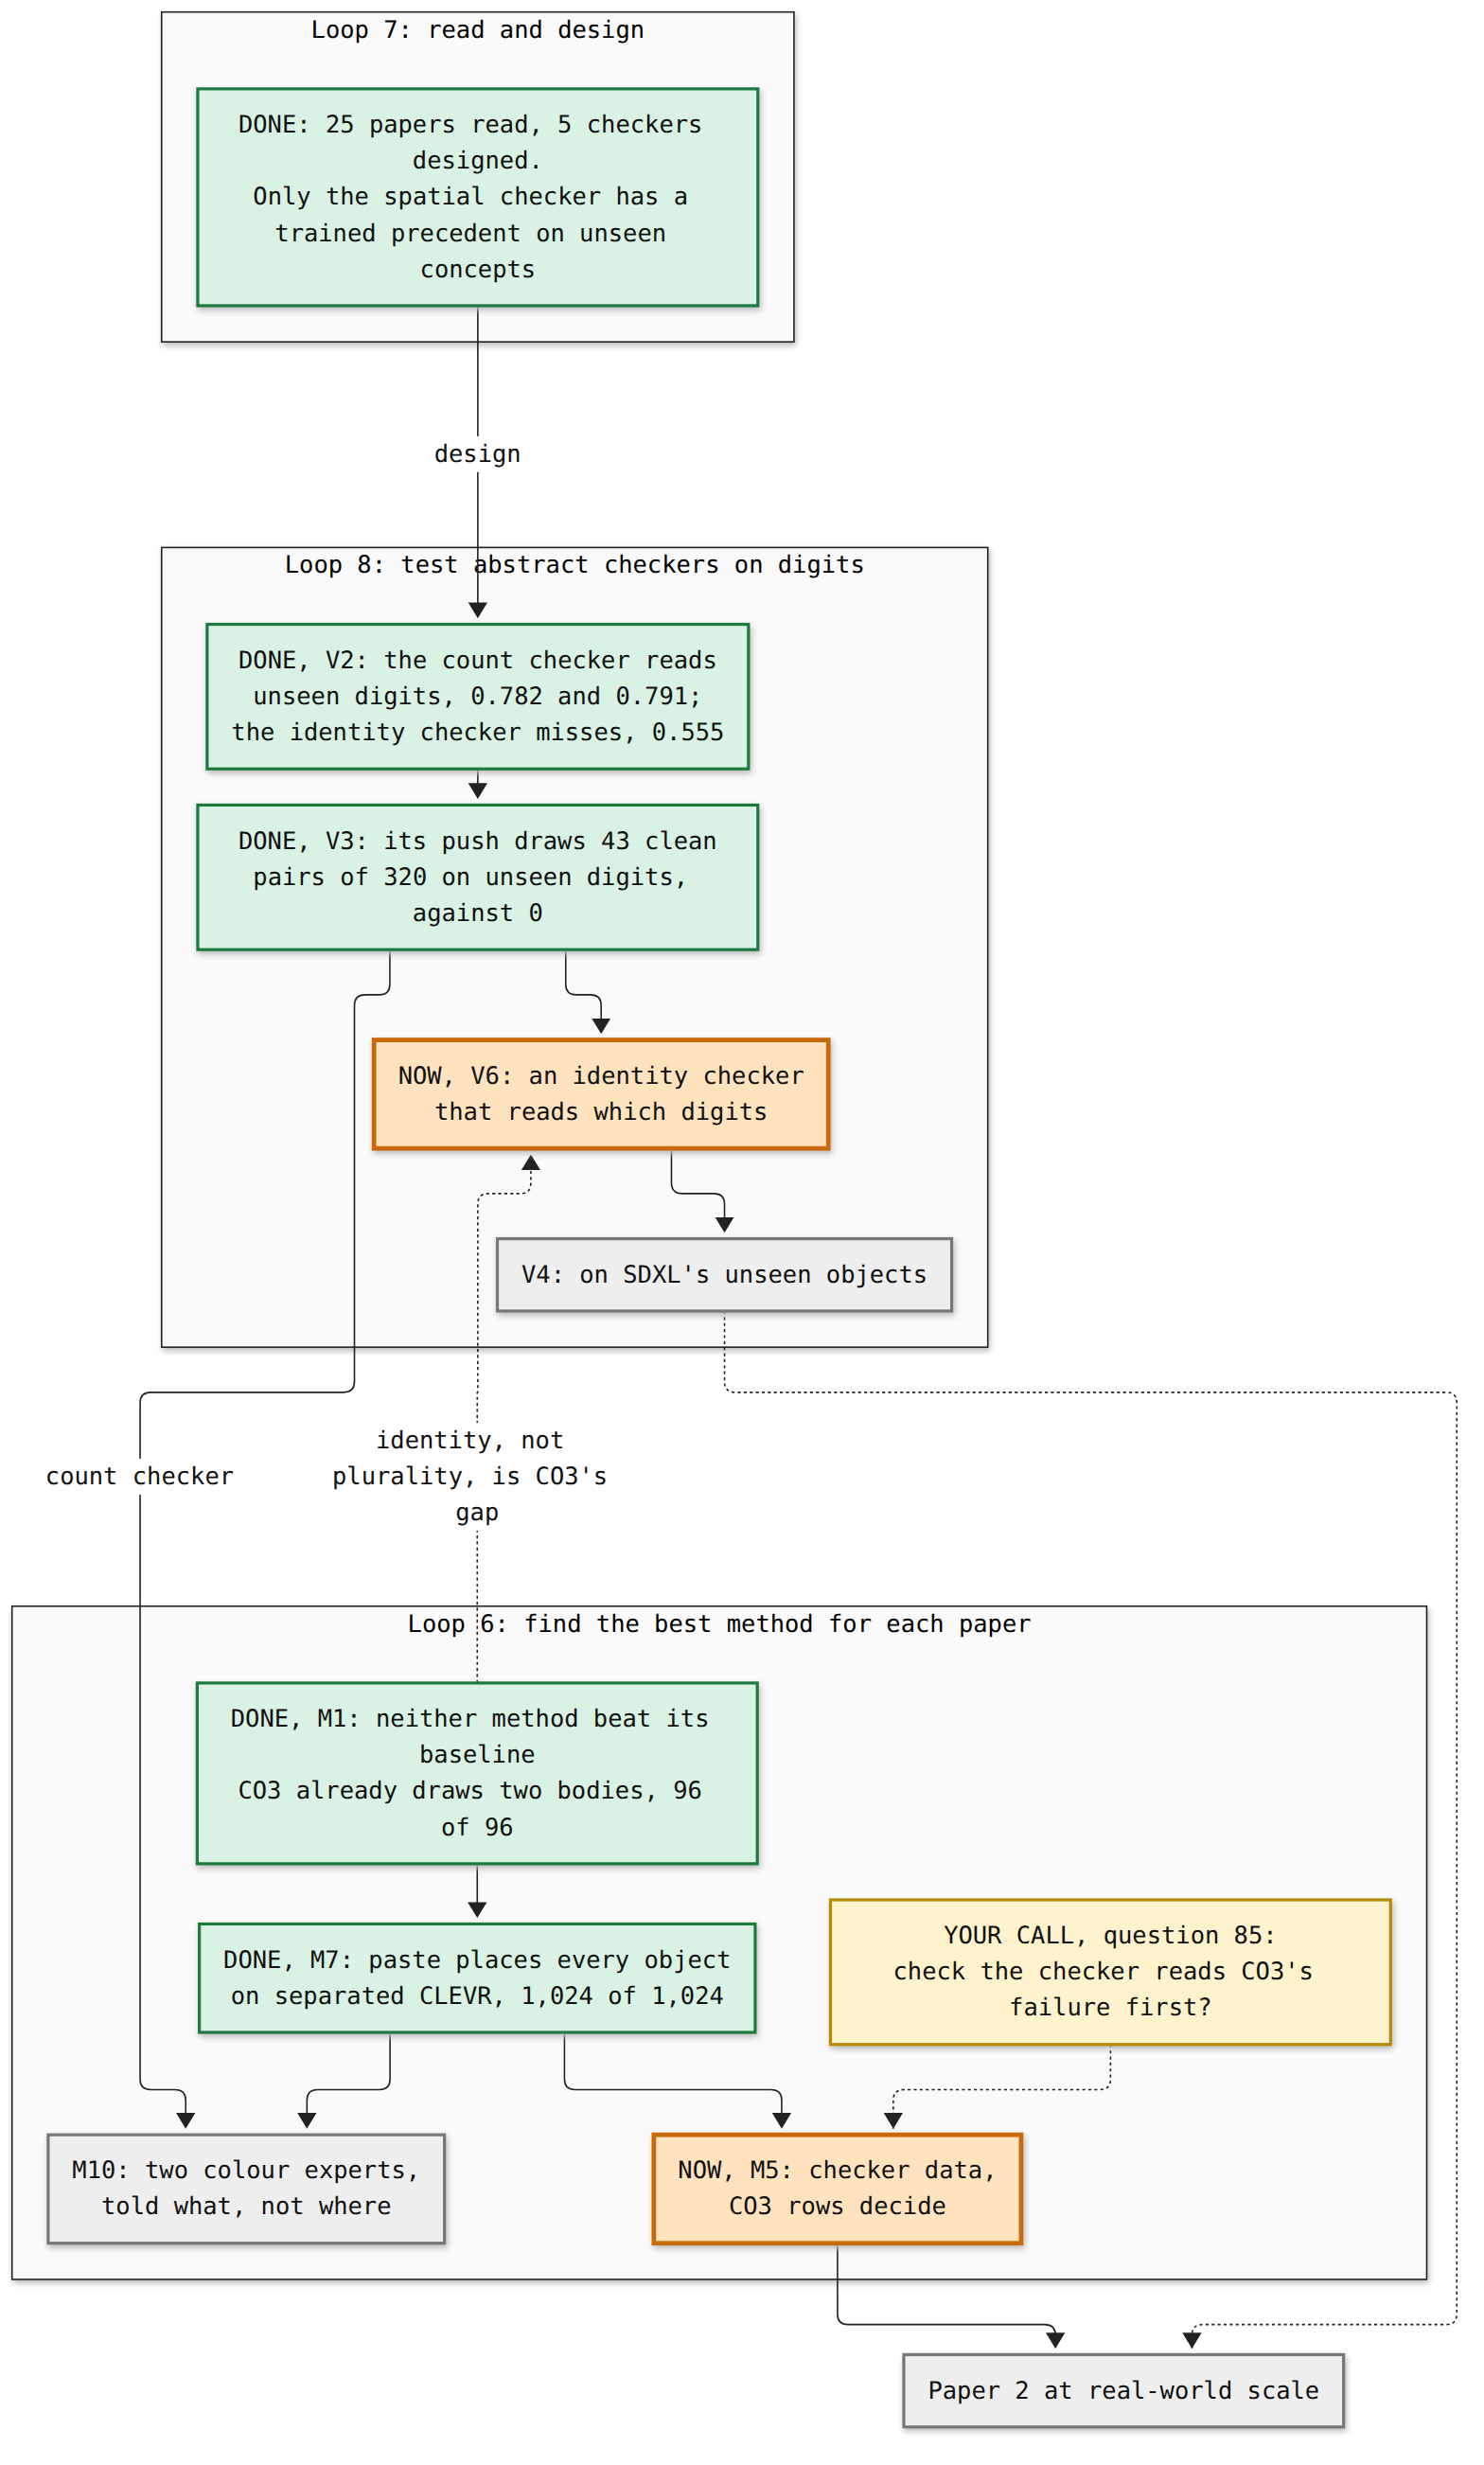 Loop 7: read and design
DONE: 25 papers read, 5 checkers
designed.
Only the spatial checker has a
trained precedent on unseen
concepts
design
Loop 8: test abstract checkers on digits
DONE, V2: the count checker reads
unseen digits, 0.782 and 0.791;
the identity checker misses, 0.555
DONE, V3: its push draws 43 clean
pairs of 320 on unseen digits,
against 0
NOW, V6: an identity checker
that reads which digits
V4: on SDXL's unseen objects
count checker
identity, not
plurality, is CO3's
gap
Loop 6: find the best method for each paper
DONE, M1: neither method beat its
baseline
CO3 already draws two bodies, 96
of 96
DONE, M7: paste places every object
on separated CLEVR, 1,024 of 1,024
YOUR CALL, question 85:
check the checker reads CO3's
failure first?
M10: two colour experts,
told what, not where
NOW, M5: checker data,
CO3 rows decide
Paper 2 at real-world scale